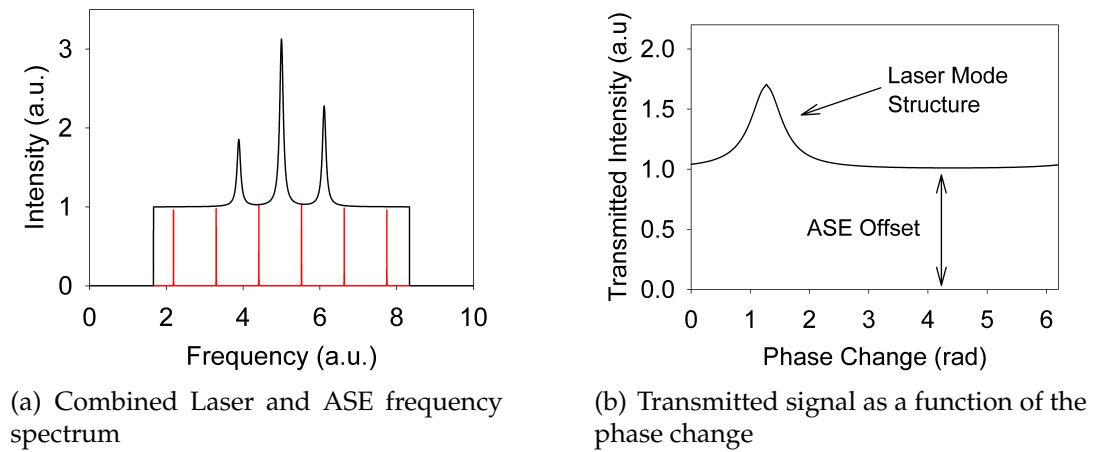 Intensity (a.u.)
3
2
1
0
0 2 4 6 8 10
Frequency (a.u.)
(a) Combined Laser and ASE frequency
spectrum
Transmitted Intensity (a.u)
2.0
1.5
1.0
0.5
0.0
Laser Mode
Structure
ASE Offset
0 1 2 3 4 5 6
Phase Change (rad)
(b) Transmitted signal as a function of the
phase change